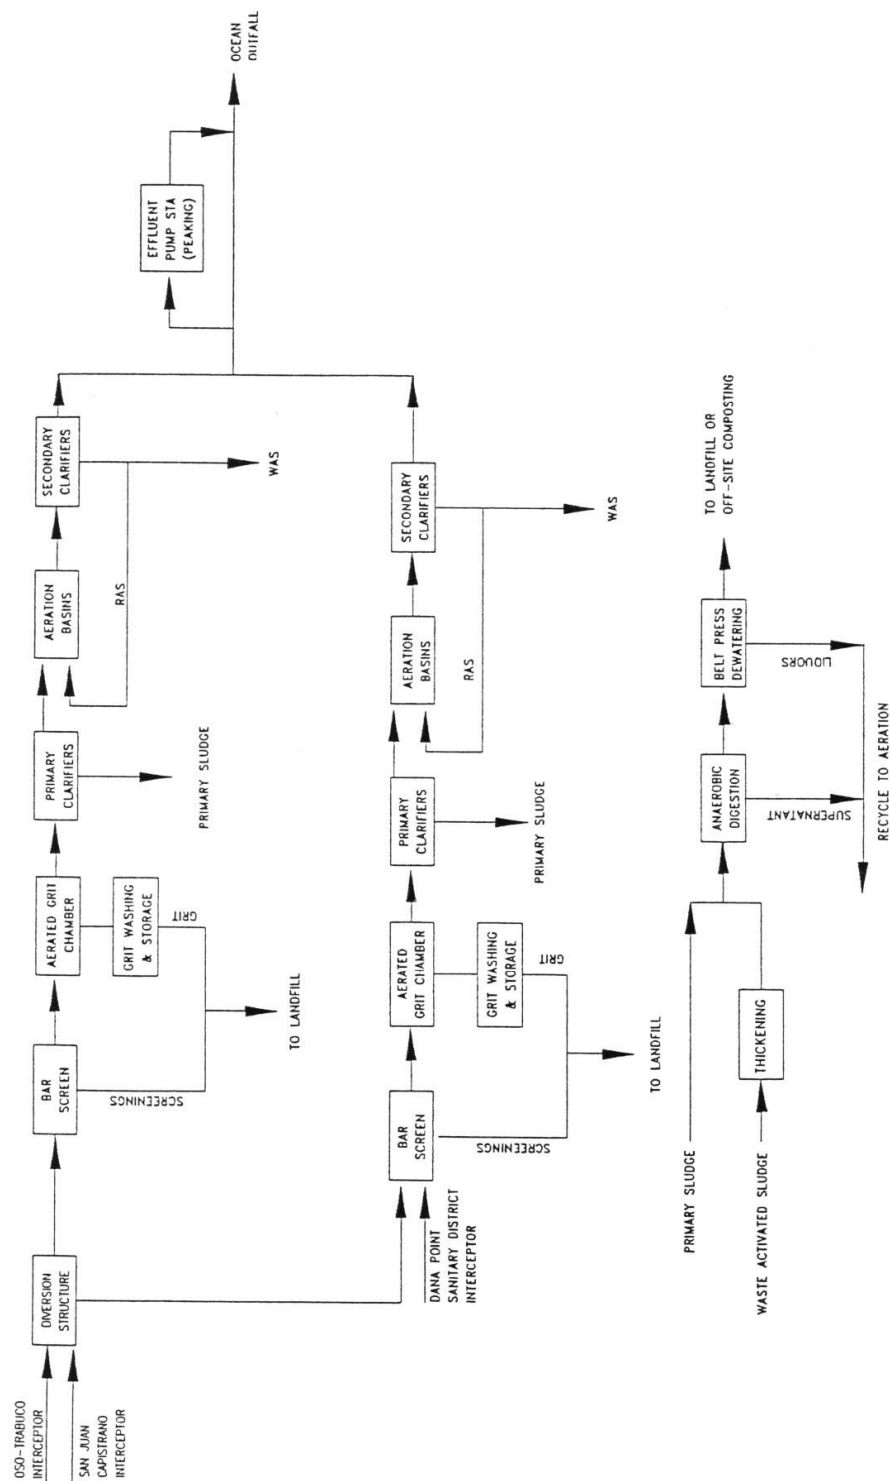 OSO-TRABUCO
INTERCEPTOR
SAN JUAN
CAPISTRANO
INTERCEPTOR
DIVERSION
STRUCTURE
BAR
SCREEN
SCREENINGS
AERATED GRIT
CHAMBER
GRIT WASHING
& STORAGE
GRIT
TO LANDFILL
PRIMARY
CLARIFIERS
PRIMARY SLUDGE
AERATION
BASINS
RAS
SECONDARY
CLARIFIERS
WAS
EFFLUENT
PUMP STA
(PEAKING)
OCEAN
OUTFALL
DANA POINT
SANITARY DISTRICT
INTERCEPTOR
BAR
SCREEN
SCREENINGS
AERATED
GRIT CHAMBER
GRIT WASHING
& STORAGE
GRIT
TO LANDFILL
PRIMARY
CLARIFIERS
PRIMARY SLUDGE
AERATION
BASINS
RAS
SECONDARY
CLARIFIERS
WAS
PRIMARY SLUDGE
WASTE ACTIVATED SLUDGE
THICKENING
ANAEROBIC
DIGESTION
SUPERNATANT
BELT PRESS
DEWATERING
LIQUORS
TO LANDFILL OR
OFF-SITE COMPOSTING
RECYCLE TO AERATION